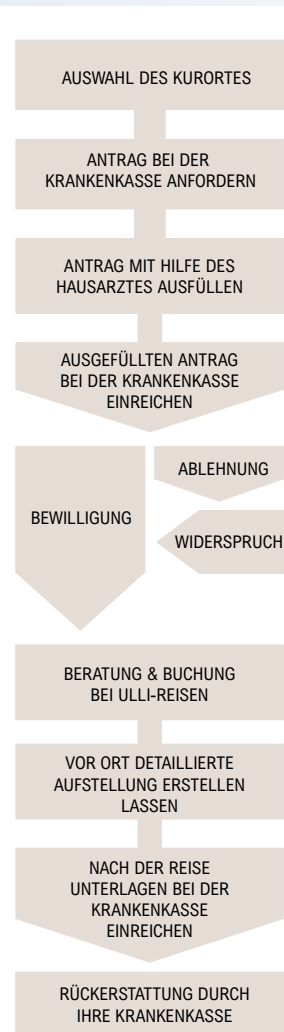 AUSWAHL DES KURORTES
ANTRAG BEI DER
KRANKENKASSE ANFORDERN
ANTRAG MIT HILFE DES
HAUSARZTES AUSFÜLLEN
AUSGEFÜLLTEN ANTRAG
BEI DER KRANKENKASSE
EINREICHEN
ABLEHNUNG
BEWILLIGUNG
WIDERSPRUCH
BERATUNG & BUCHUNG
BEI ULLI-REISEN
VOR ORT DETAILLIERTE
AUFSTELLUNG ERSTELLEN
LASSEN
NACH DER REISE
UNTERLAGEN BEI DER
KRANKENKASSE
EINREICHEN
RÜCKERSTATTUNG DURCH
IHRE KRANKENKASSE